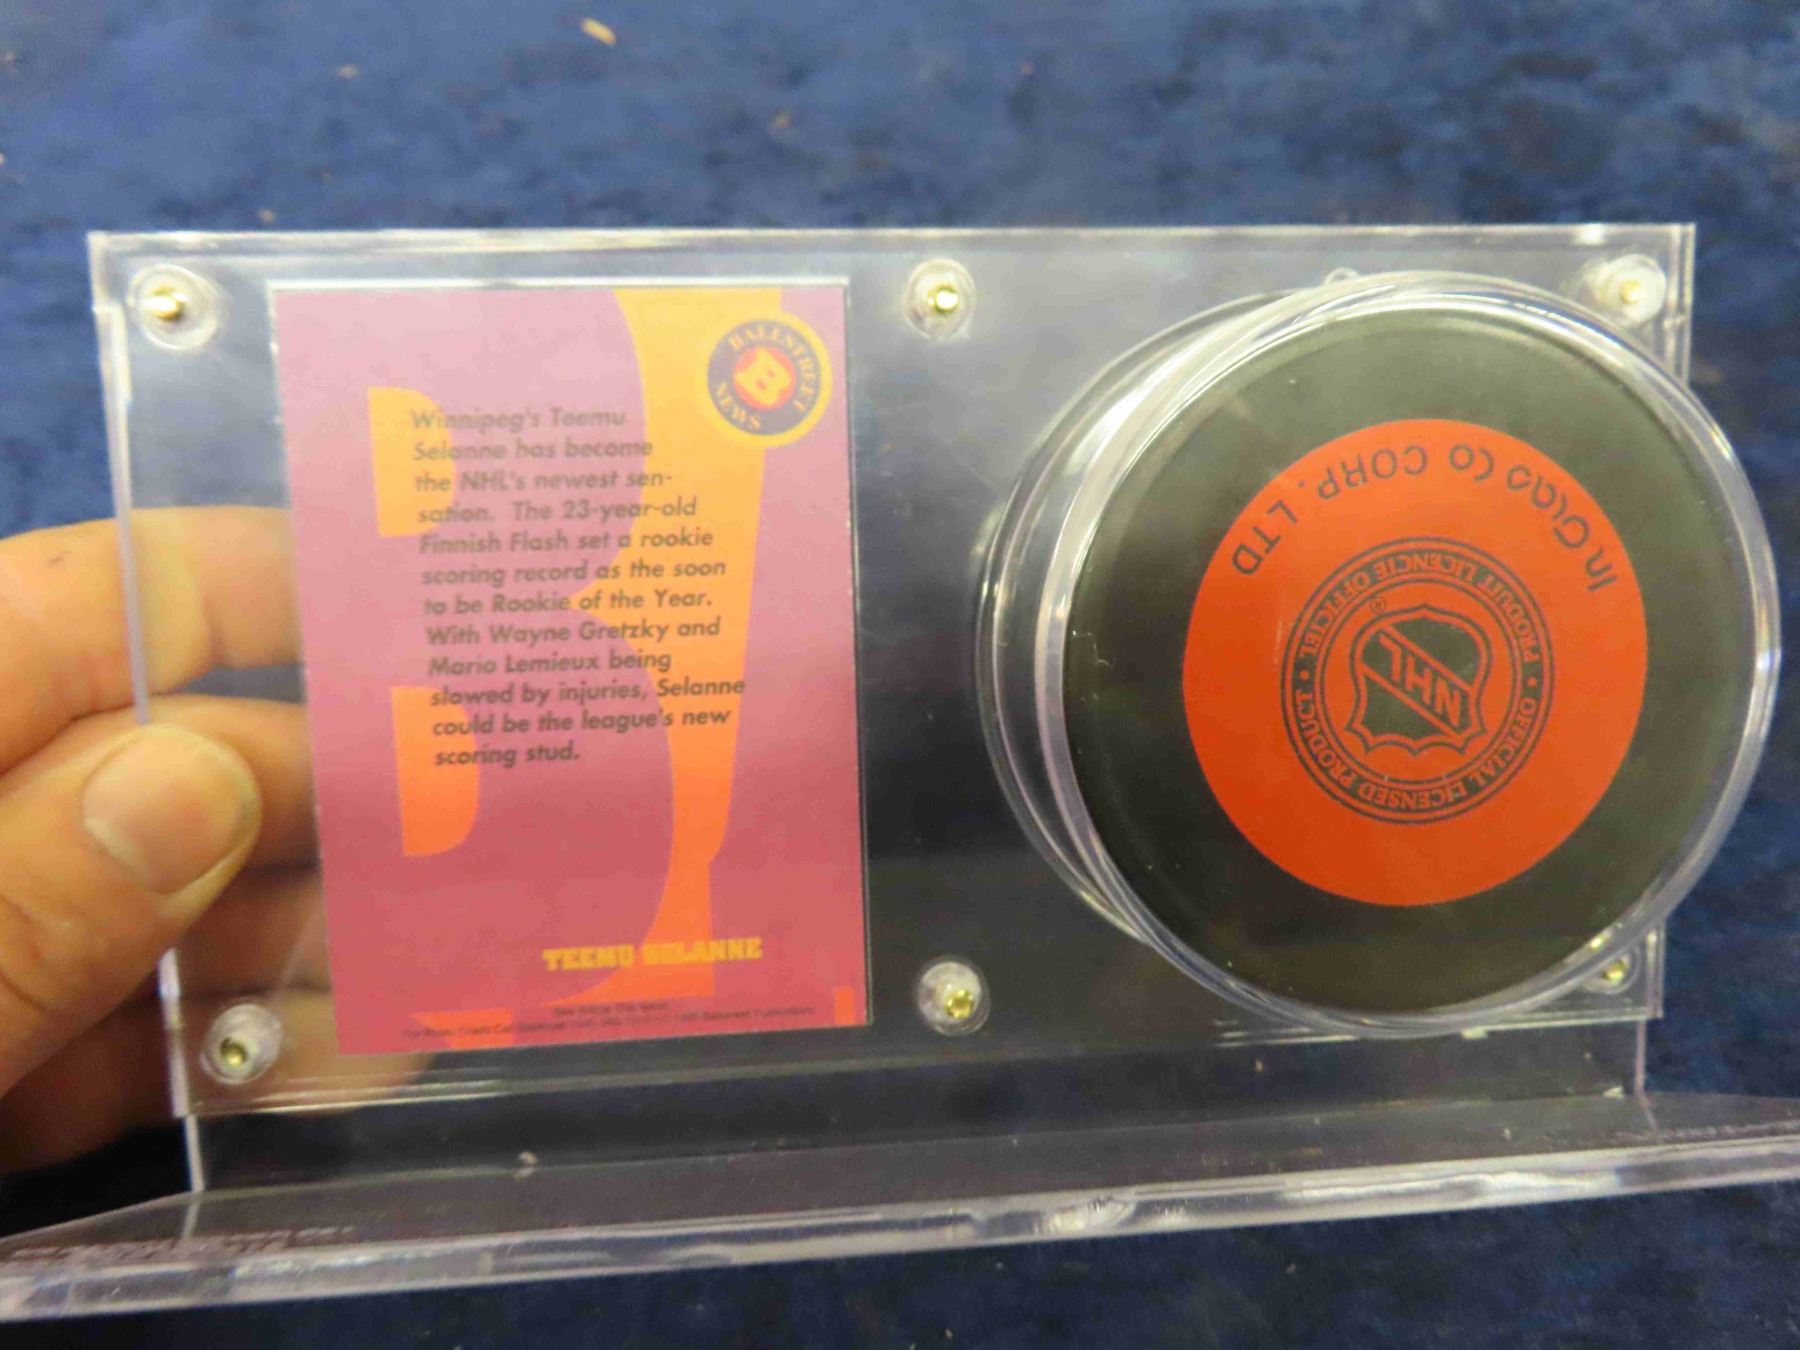 BALLSTREET
B
NEWS
Winnipeg's Teemu
Selanne has become
the NHL's newest sen-
sation. The 23-year-old
Finnish Flash set a rookie
scoring record as the soon
to be Rookie of the Year.
With Wayne Gretzky and
Mario Lemieux being
slowed by injuries, Selanne
could be the league's new
scoring stud.
TEEMU SELANNE
InGlasCo CORP. LTD
• OFFICIAL LICENSED PRODUCT •
PRODUIT LICENCIE OFFICIEL
NHL
®